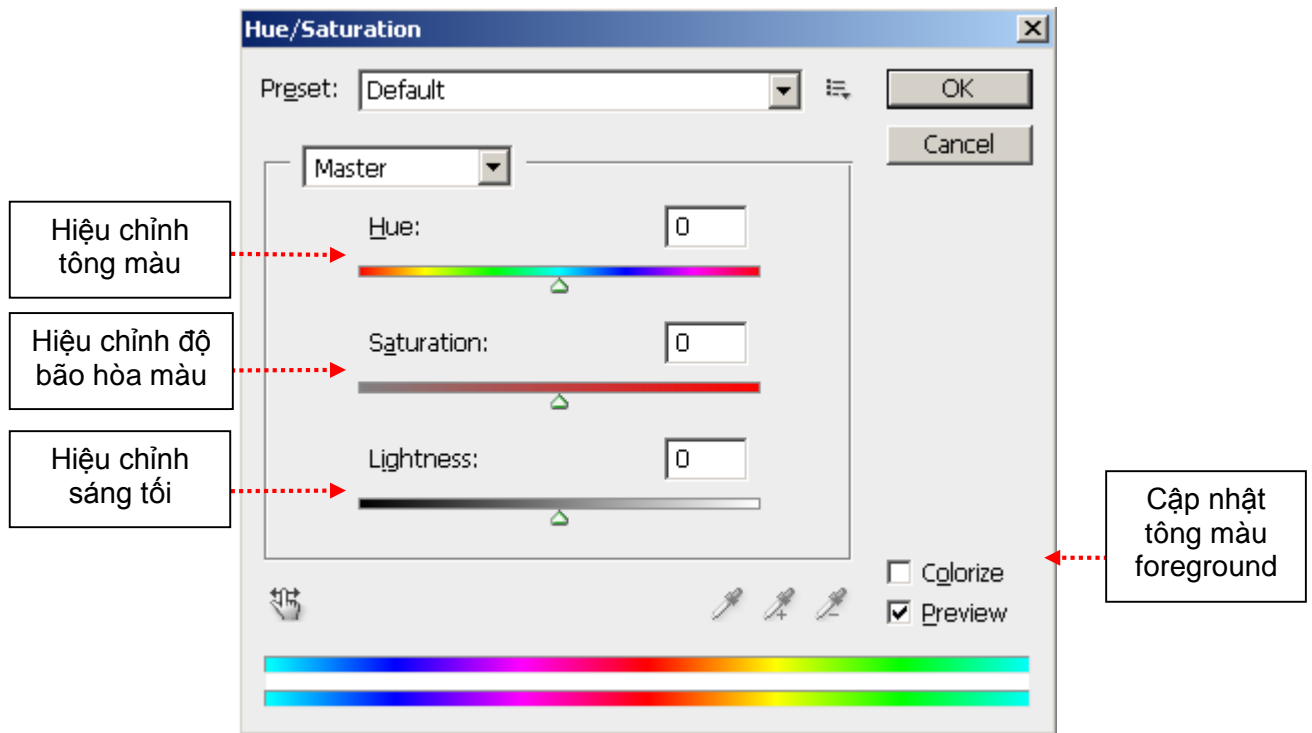 Hue/Saturation
Preset:
Default
OK
Cancel
Master
Hiệu chỉnh
tông màu
Hue:
0
Hiệu chỉnh độ
bão hòa màu
Saturation:
0
Hiệu chỉnh
sáng tối
Lightness:
0
Cập nhật
tông màu
foreground
Colorize
Preview